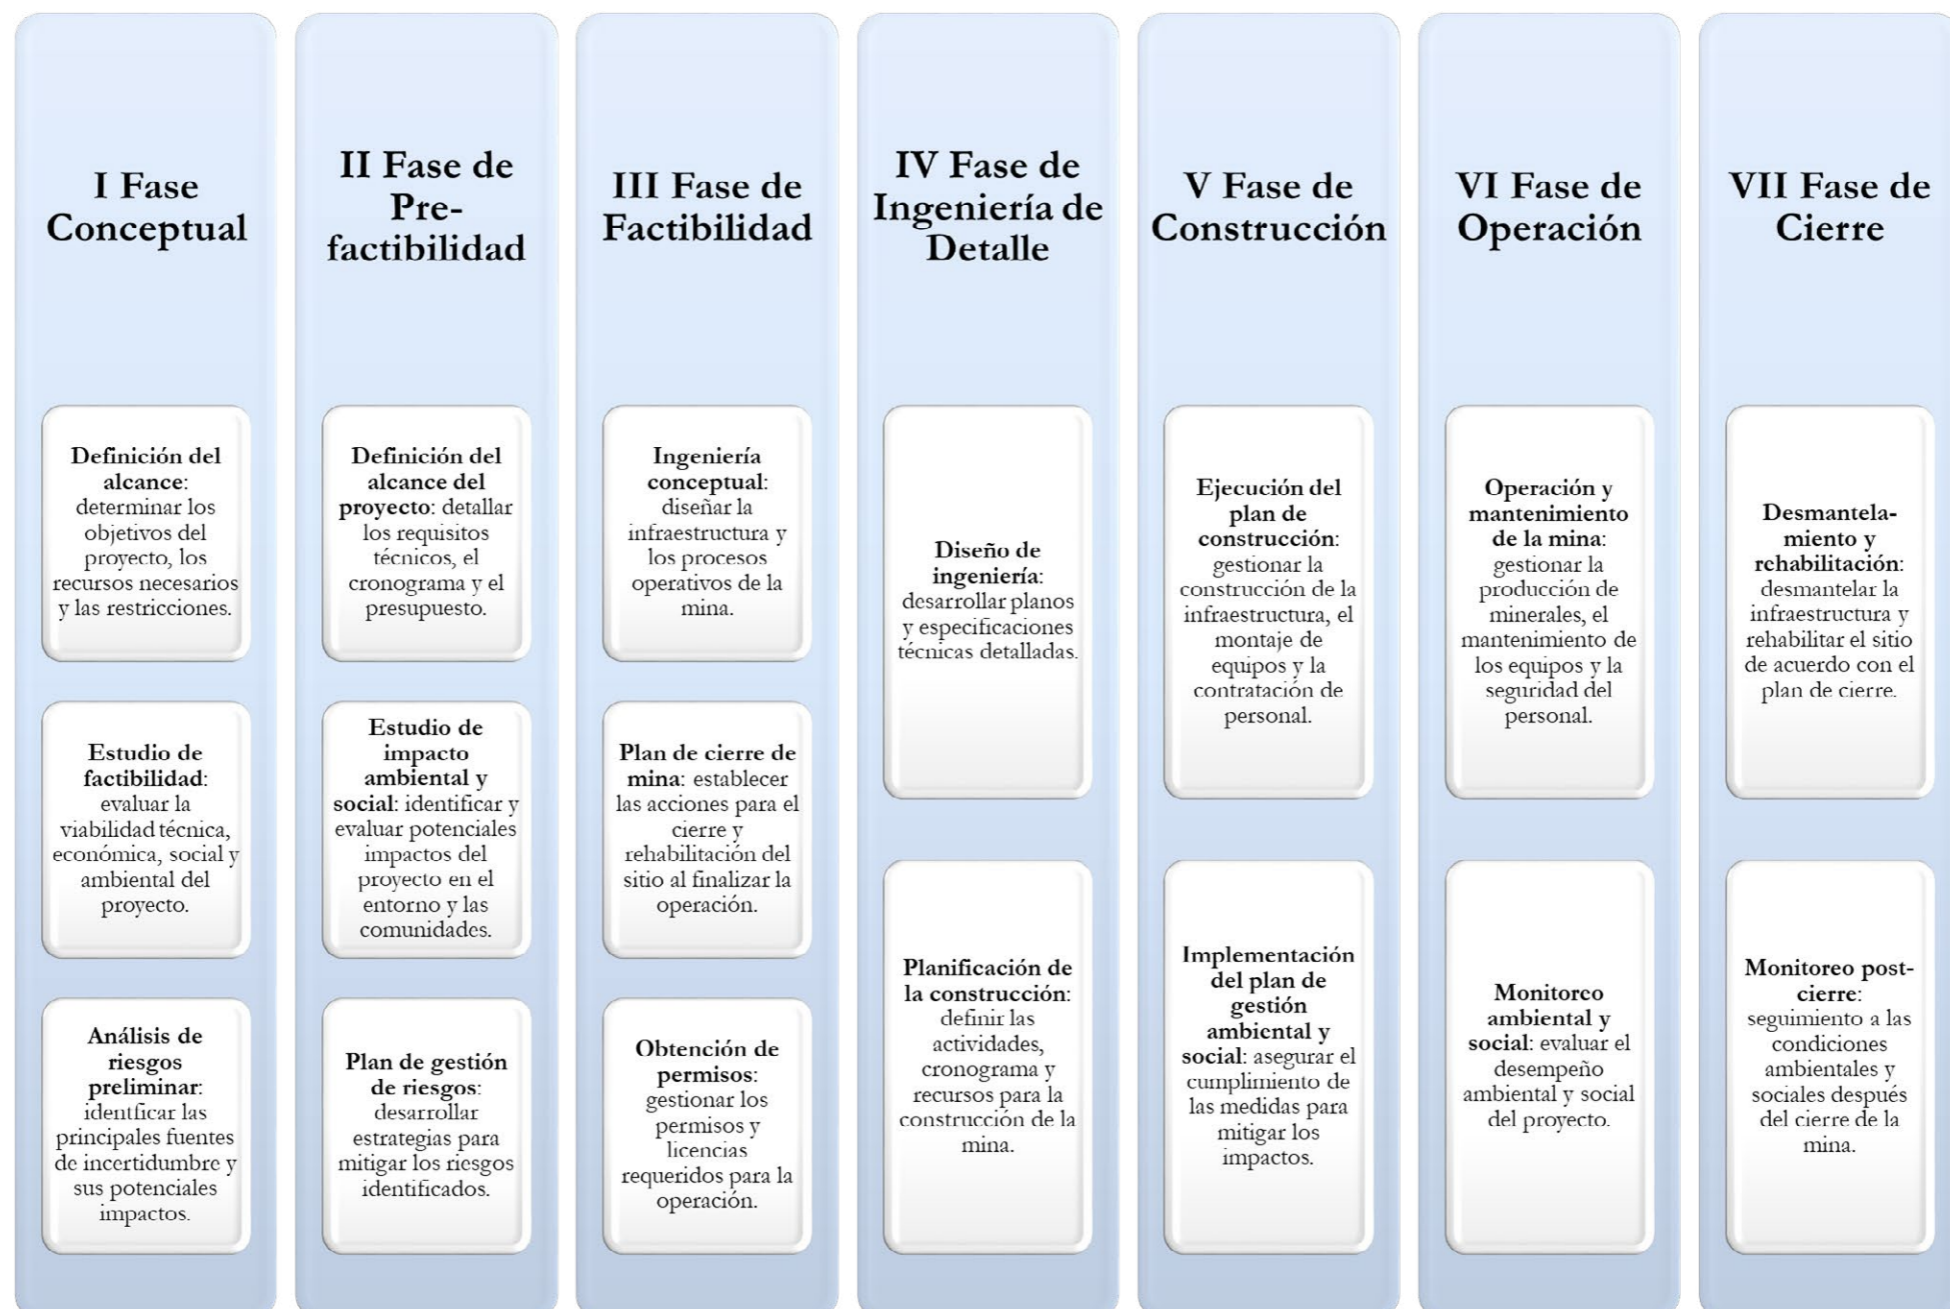 I Fase
Conceptual
Definición del
alcance:
determinar los
objetivos del
proyecto, los
recursos necesarios
y las restricciones.
Estudio de
factibilidad:
evaluar la
viabilidad técnica,
económica, social y
ambiental del
proyecto.
Análisis de
riesgos
preliminar:
identficar las
principales fuentes
de incertidumbre y
sus potenciales
impactos.
II Fase de
Pre-
factibilidad
Definición del
alcance del
proyecto: detallar
los requisitos
técnicos, el
cronograma y el
presupuesto.
Estudio de
impacto
ambiental y
social: identificar y
evaluar potenciales
impactos del
proyecto en el
entorno y las
comunidades.
Plan de gestión
de riesgos:
desarrollar
estrategias para
mitigar los riesgos
identificados.
III Fase de
Factibilidad
Ingeniería
conceptual:
diseñar la
infraestructura y
los procesos
operativos de la
mina.
Plan de cierre de
mina: establecer
las acciones para el
cierre y
rehabilitación del
sitio al finalizar la
operación.
Obtención de
permisos:
gestionar los
permisos y
licencias
requeridos para la
operación.
IV Fase de
Ingeniería de
Detalle
Diseño de
ingeniería:
desarrollar planos
y especificaciones
técnicas detalladas.
Planificación de
la construcción:
definir las
actividades,
cronograma y
recursos para la
construcción de la
mina.
V Fase de
Construcción
Ejecución del
plan de
construcción:
gestionar la
construcción de la
infraestructura, el
montaje de
equipos y la
contratación de
personal.
Implementación
del plan de
gestión
ambiental y
social: asegurar el
cumplimiento de
las medidas para
mitigar los
impactos.
VI Fase de
Operación
Operación y
mantenimiento
de la mina:
gestionar la
producción de
minerales, el
mantenimiento de
los equipos y la
seguridad del
personal.
Monitoreo
ambiental y
social: evaluar el
desempeño
ambiental y social
del proyecto.
VII Fase de
Cierre
Desmantela-
miento y
rehabilitación:
desmantelar la
infraestructura y
rehabilitar el sitio
de acuerdo con el
plan de cierre.
Monitoreo post-
cierre:
seguimiento a las
condiciones
ambientales y
sociales después
del cierre de la
mina.